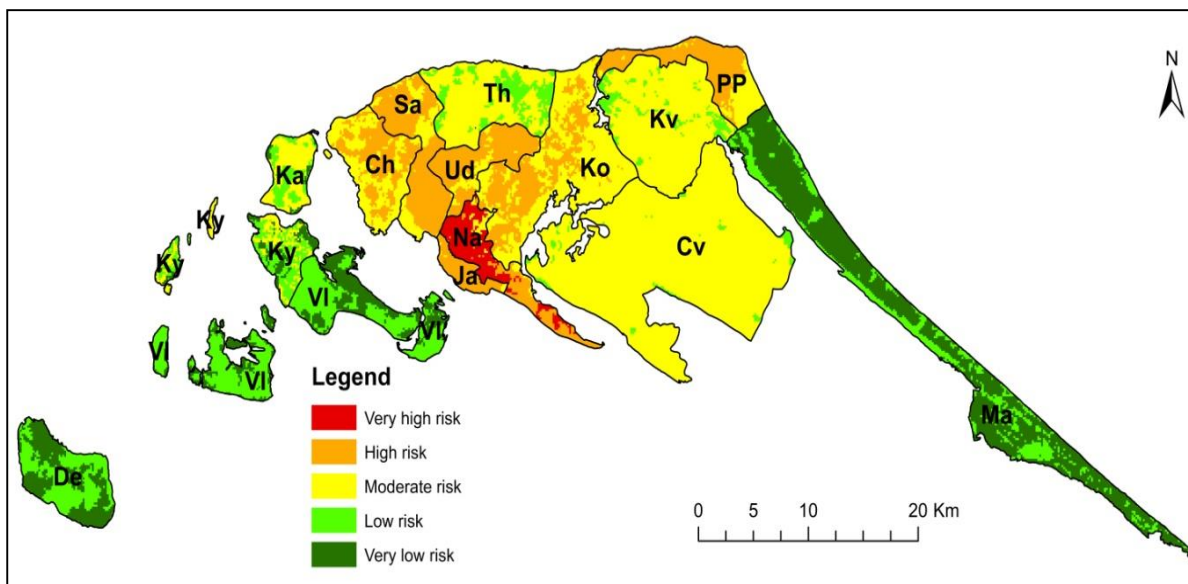 N
PP
Th
Sa
Kv
Ch
Ud
Ko
Ka
Ky
Na
Cv
Ky
Ky
Ja
Vl
Vl
Vl
Vl
Ma
De
Legend
Very high risk
High risk
Moderate risk
Low risk
Very low risk
0 5 10 20 Km